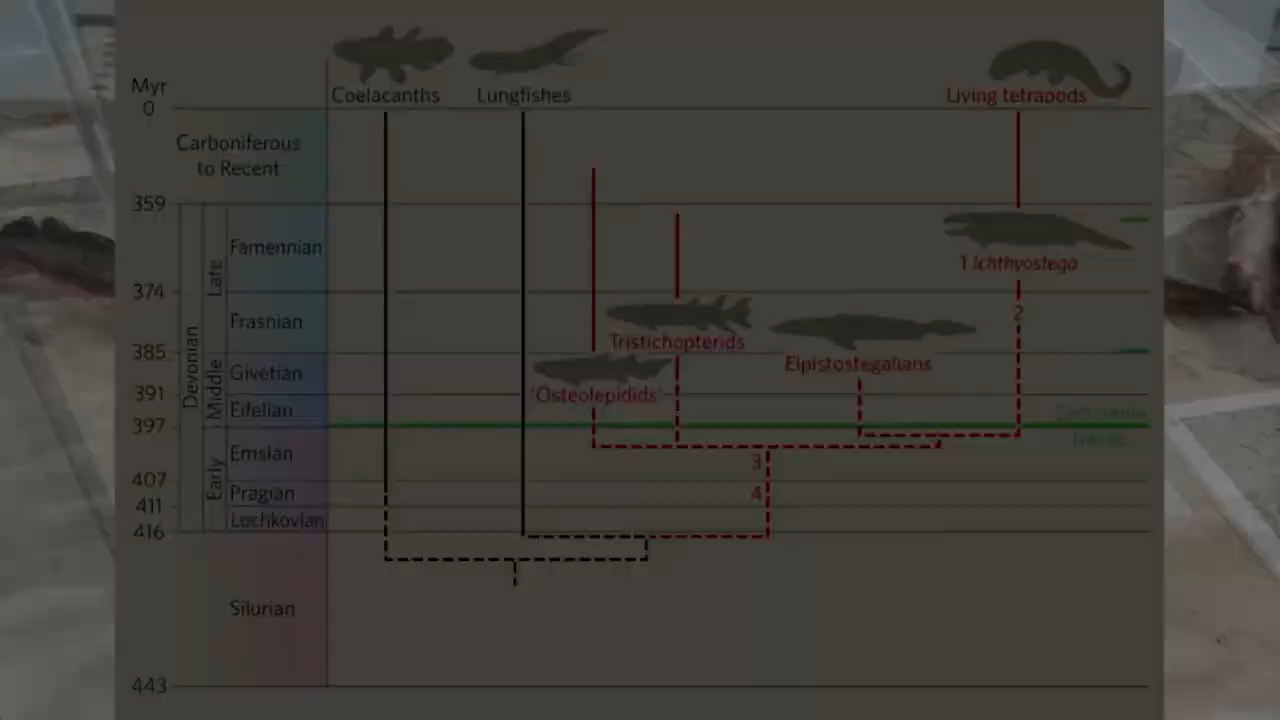 Myr
0
Coelacanths
Lungfishes
Living tetrapods
Carboniferous
to Recent
359
Famennian
Late
1 Ichthyostega
374
2
Frasnian
Tristichopterids
385
Elpistostegalians
Devonian
Middle
Givetian
'Osteolepidids'
391
Eifelian
397
Emsian
3
Early
407
Pragian
4
411
Lochkovian
416
Silurian
443